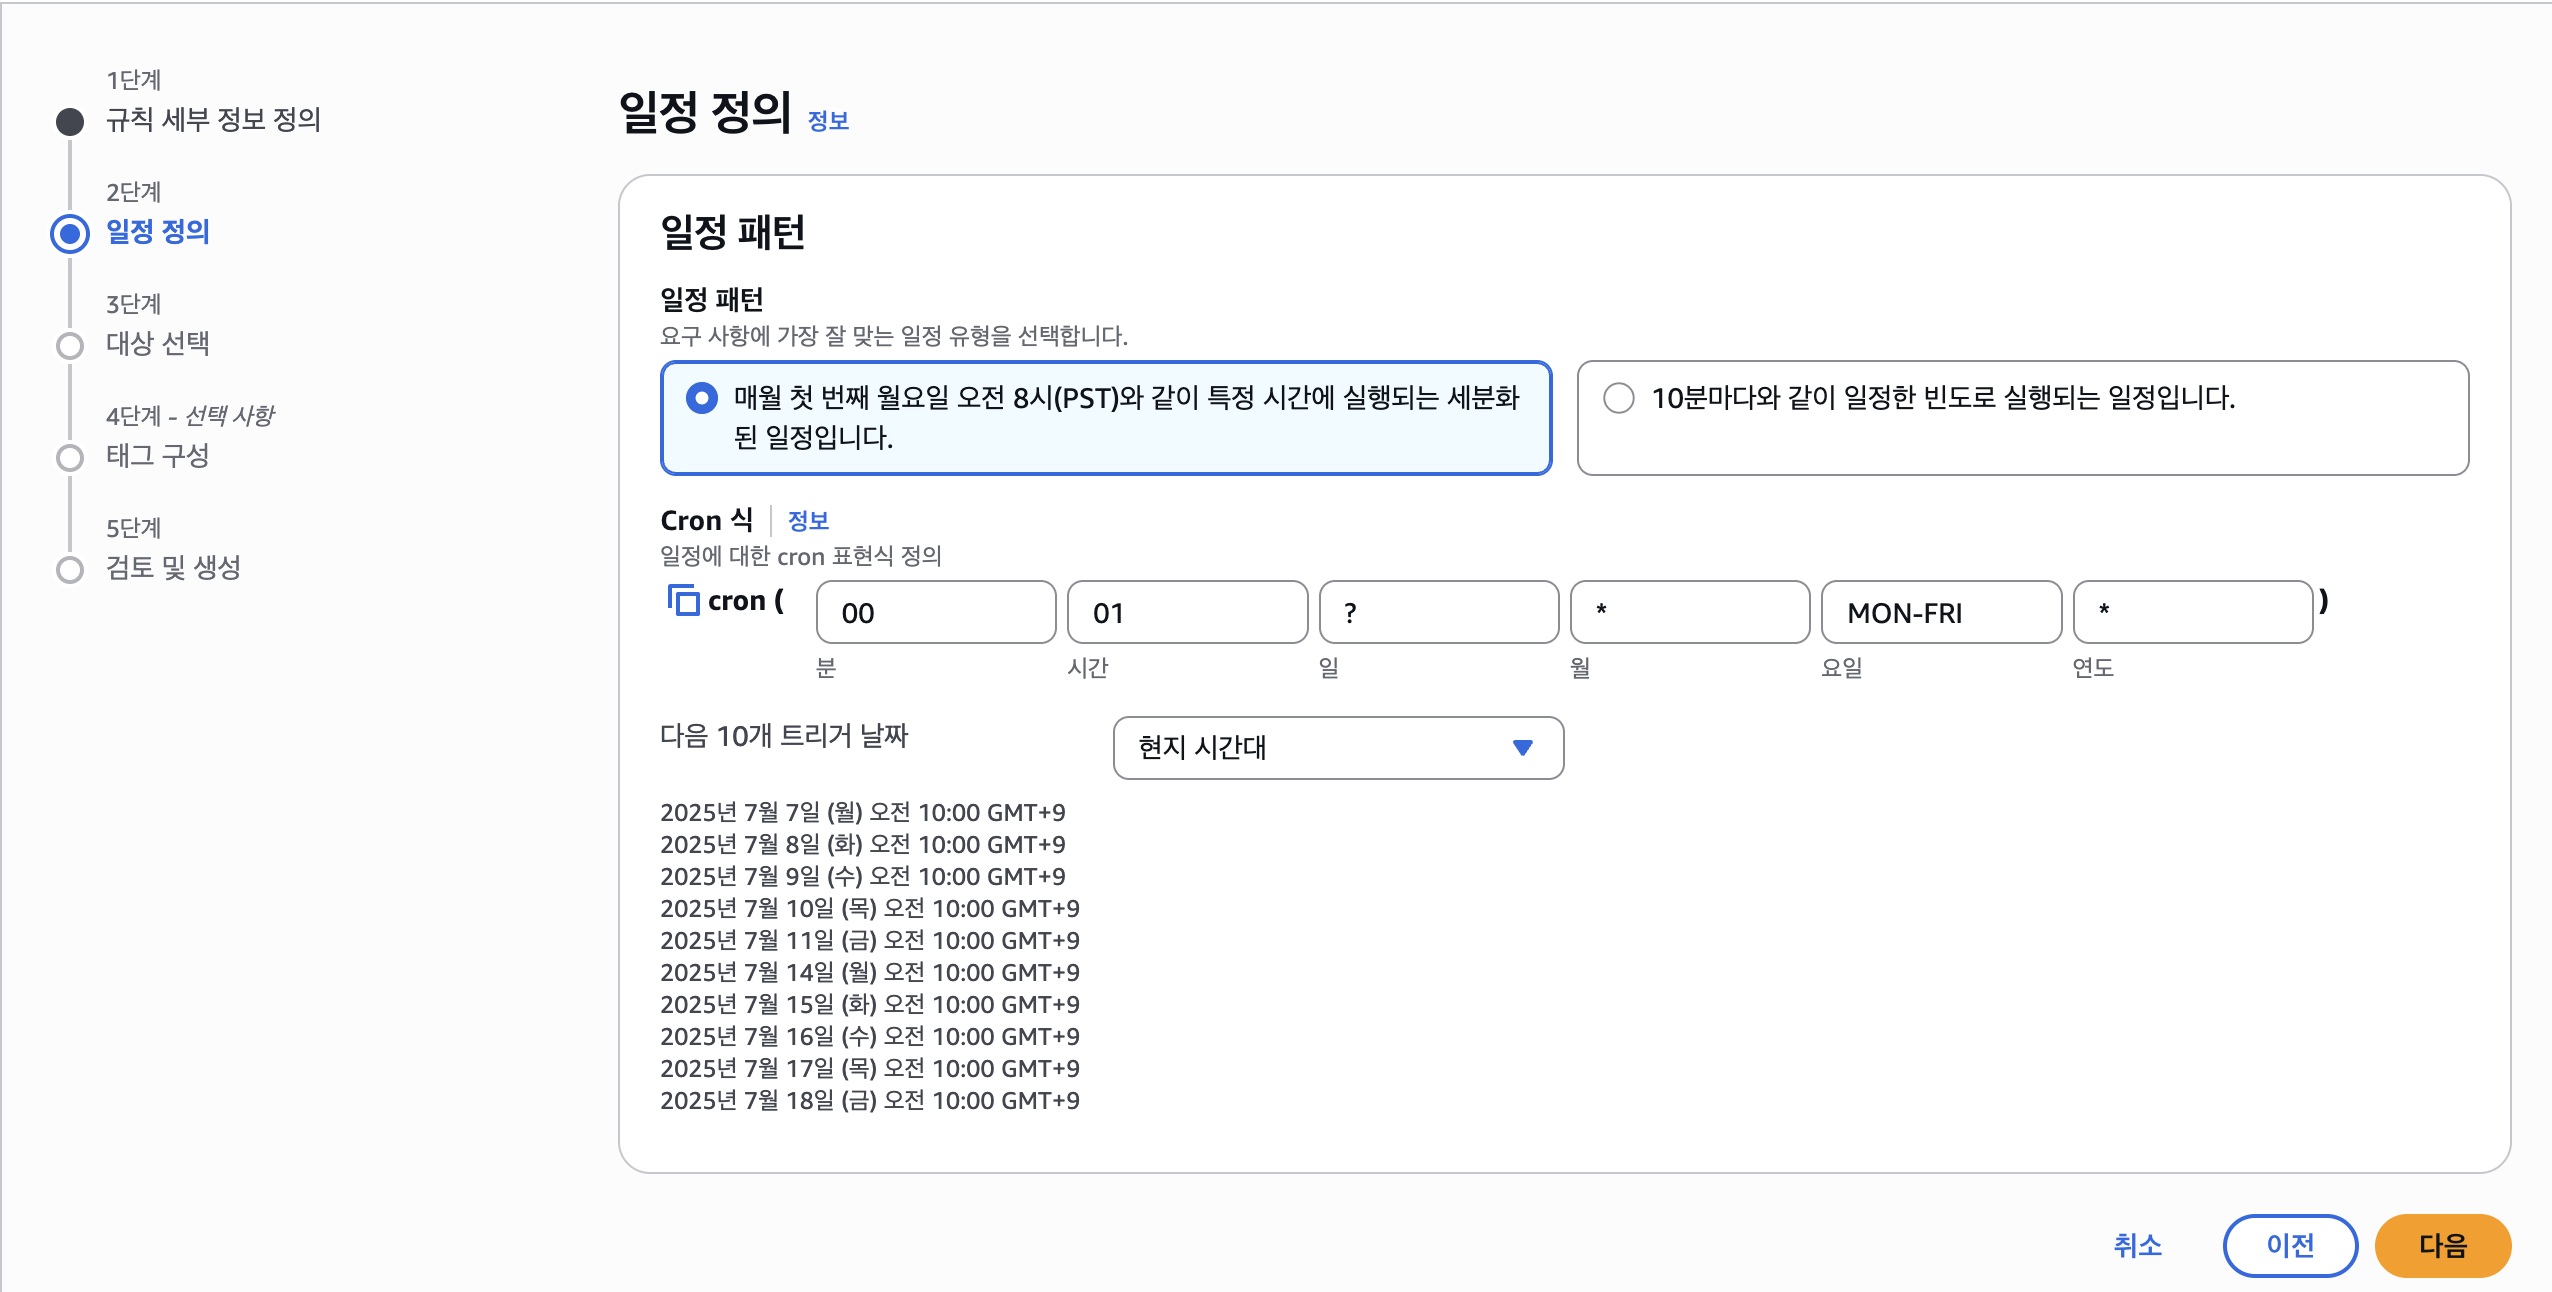 1단계
규칙 세부 정보 정의
2단계
일정 정의
3단계
대상 선택
4단계 - 선택 사항
태그 구성
5단계
검토 및 생성
일정 정의 정보
일정 패턴
일정 패턴
요구 사항에 가장 잘 맞는 일정 유형을 선택합니다.
매월 첫 번째 월요일 오전 8시(PST)와 같이 특정 시간에 실행되는 세분화
된 일정입니다.
10분마다와 같이 일정한 빈도로 실행되는 일정입니다.
Cron 식 정보
일정에 대한 cron 표현식 정의
cron ( 00 01 ? * MON-FRI * )
분 시간 일 월 요일 연도
다음 10개 트리거 날짜 현지 시간대
2025년 7월 7일 (월) 오전 10:00 GMT+9
2025년 7월 8일 (화) 오전 10:00 GMT+9
2025년 7월 9일 (수) 오전 10:00 GMT+9
2025년 7월 10일 (목) 오전 10:00 GMT+9
2025년 7월 11일 (금) 오전 10:00 GMT+9
2025년 7월 14일 (월) 오전 10:00 GMT+9
2025년 7월 15일 (화) 오전 10:00 GMT+9
2025년 7월 16일 (수) 오전 10:00 GMT+9
2025년 7월 17일 (목) 오전 10:00 GMT+9
2025년 7월 18일 (금) 오전 10:00 GMT+9
취소 이전 다음